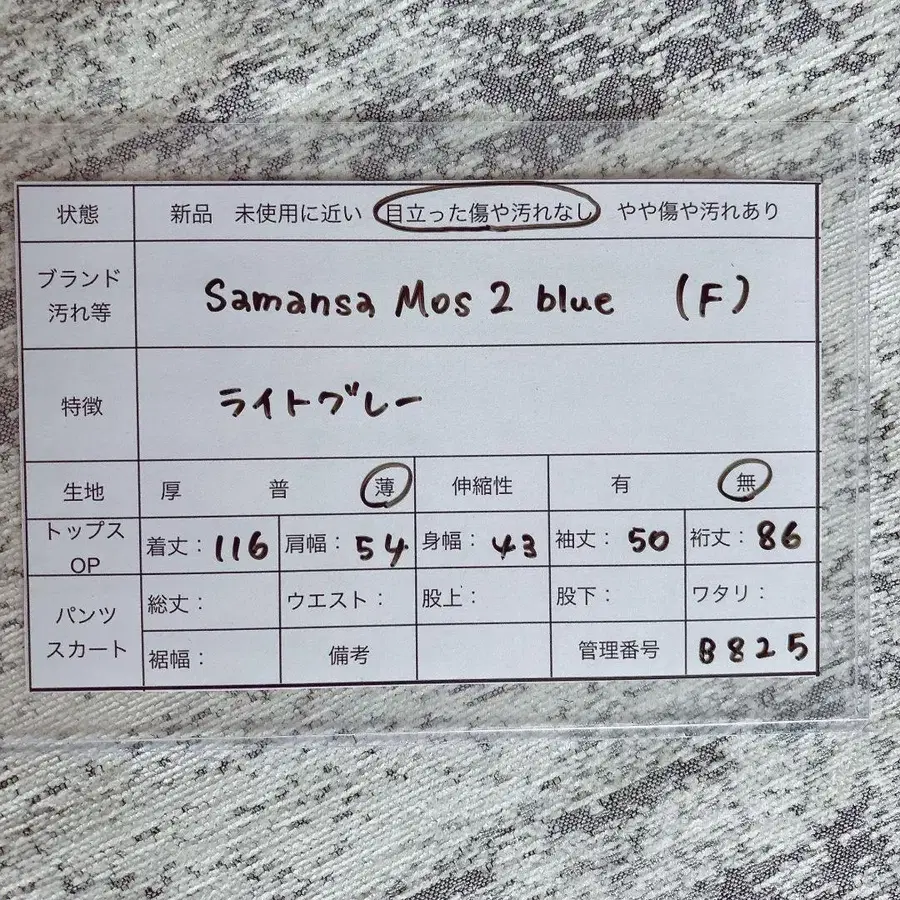 状態 新品 未使用に近い 目立った傷や汚れなし やや傷や汚れあり
ブランド
汚れ等
Samansa Mos 2 blue (F)
特徴 ライトグレー
生地 厚 普 薄 伸縮性 有 無
トップス
OP
着丈：116 肩幅：54 身幅：43 袖丈：50 裄丈：86
パンツ
スカート
総丈： ウエスト： 股上： 股下： ワタリ：
裾幅： 備考 管理番号 B825